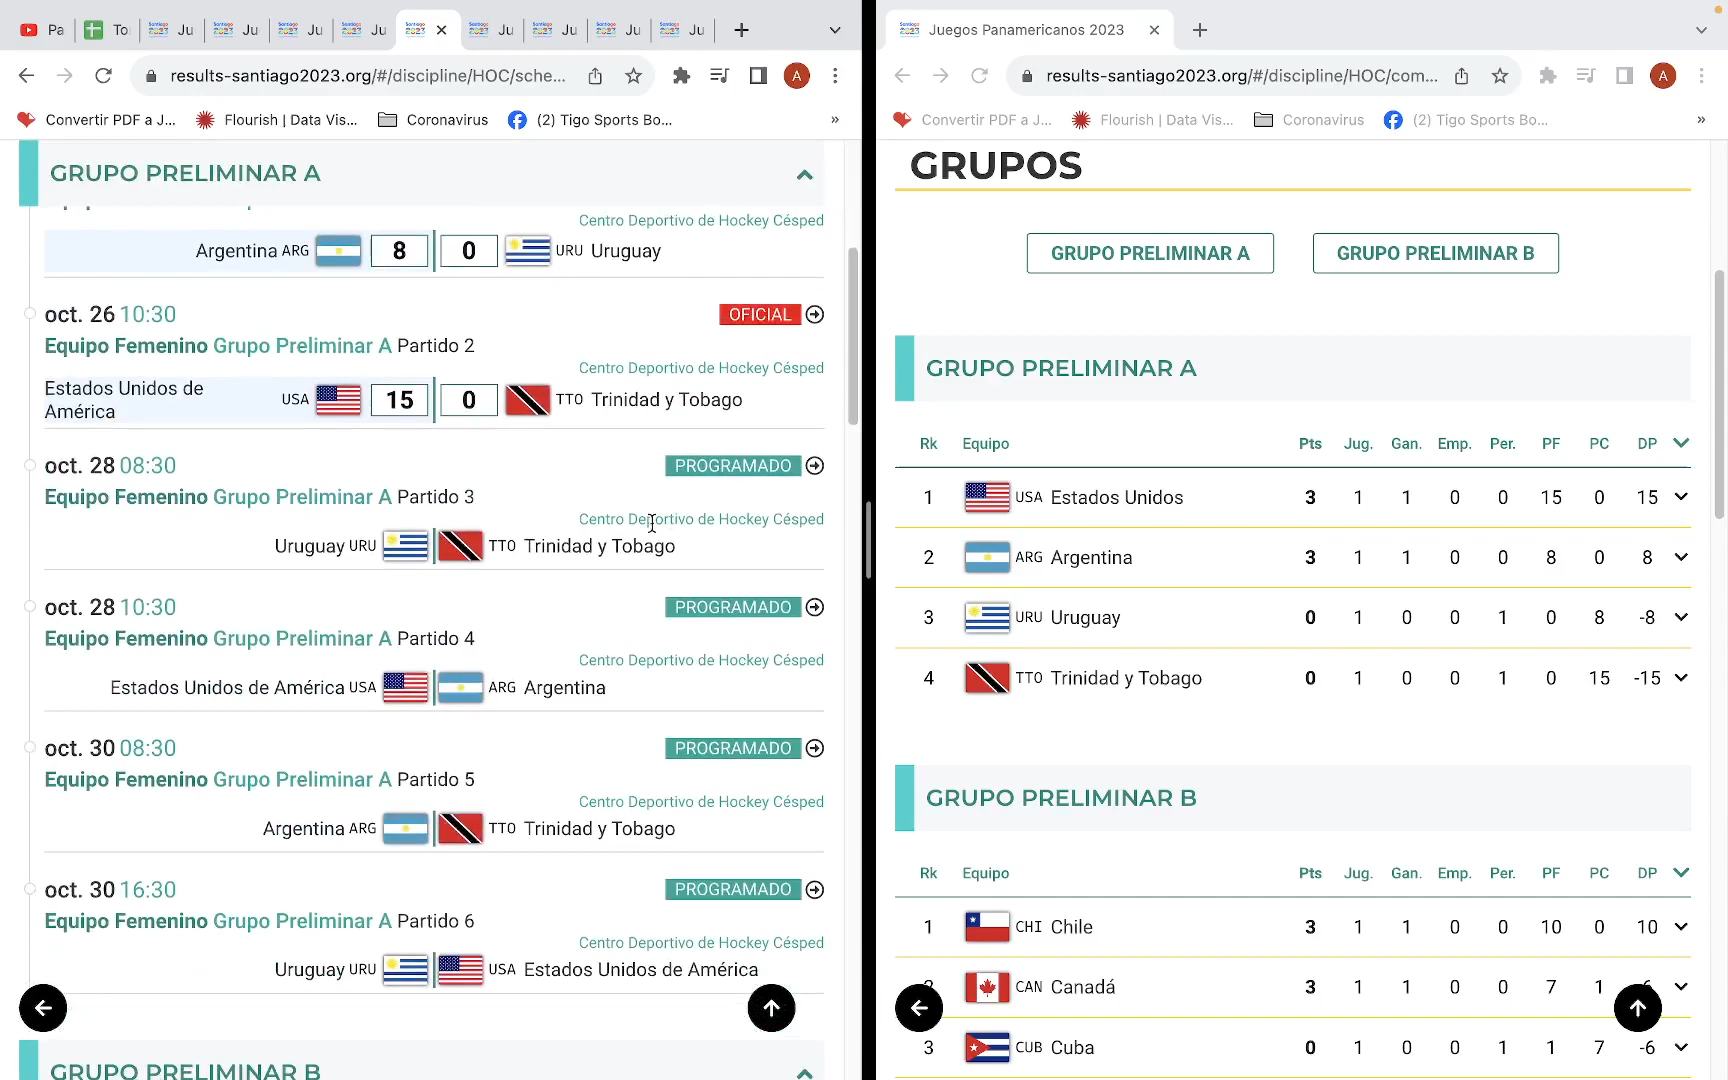 Pa
To
Ju
Ju
Ju
Ju
Ju
Ju
Ju
Ju
results-santiago2023.org/#/discipline/HOC/sche...
A
Convertir PDF a J...
Flourish | Data Vis...
Coronavirus
(2) Tigo Sports Bo...
»
GRUPO PRELIMINAR A
Centro Deportivo de Hockey Césped
Argentina ARG 8 0 URU Uruguay
oct. 26 10:30 OFICIAL
Equipo Femenino Grupo Preliminar A Partido 2
Centro Deportivo de Hockey Césped
Estados Unidos de América USA 15 0 TTO Trinidad y Tobago
oct. 28 08:30 PROGRAMADO
Equipo Femenino Grupo Preliminar A Partido 3
Centro Deportivo de Hockey Césped
Uruguay URU TTO Trinidad y Tobago
oct. 28 10:30 PROGRAMADO
Equipo Femenino Grupo Preliminar A Partido 4
Centro Deportivo de Hockey Césped
Estados Unidos de América USA ARG Argentina
oct. 30 08:30 PROGRAMADO
Equipo Femenino Grupo Preliminar A Partido 5
Centro Deportivo de Hockey Césped
Argentina ARG TTO Trinidad y Tobago
oct. 30 16:30 PROGRAMADO
Equipo Femenino Grupo Preliminar A Partido 6
Centro Deportivo de Hockey Césped
Uruguay URU USA Estados Unidos de América
GRUPO PRELIMINAR B
Juegos Panamericanos 2023
results-santiago2023.org/#/discipline/HOC/com...
A
Convertir PDF a J...
Flourish | Data Vis...
Coronavirus
(2) Tigo Sports Bo...
»
GRUPOS
GRUPO PRELIMINAR A
GRUPO PRELIMINAR B
GRUPO PRELIMINAR A
Rk Equipo Pts Jug. Gan. Emp. Per. PF PC DP
1 USA Estados Unidos 3 1 1 0 0 15 0 15
2 ARG Argentina 3 1 1 0 0 8 0 8
3 URU Uruguay 0 1 0 0 1 0 8 -8
4 TTO Trinidad y Tobago 0 1 0 0 1 0 15 -15
GRUPO PRELIMINAR B
Rk Equipo Pts Jug. Gan. Emp. Per. PF PC DP
1 CHI Chile 3 1 1 0 0 10 0 10
CAN Canadá 3 1 1 0 0 7 1
3 CUB Cuba 0 1 0 0 1 1 7 -6